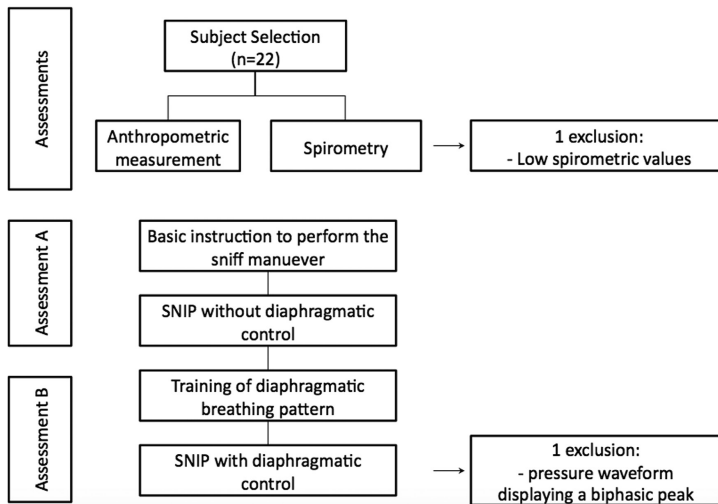 Assessments
Subject Selection
(n=22)
Anthropometric
measurement
Spirometry
1 exclusion:
- Low spirometric values
Assessment A
Basic instruction to perform the
sniff manuever
SNIP without diaphragmatic
control
Assessment B
Training of diaphragmatic
breathing pattern
SNIP with diaphragmatic
control
1 exclusion:
- pressure waveform
displaying a biphasic peak